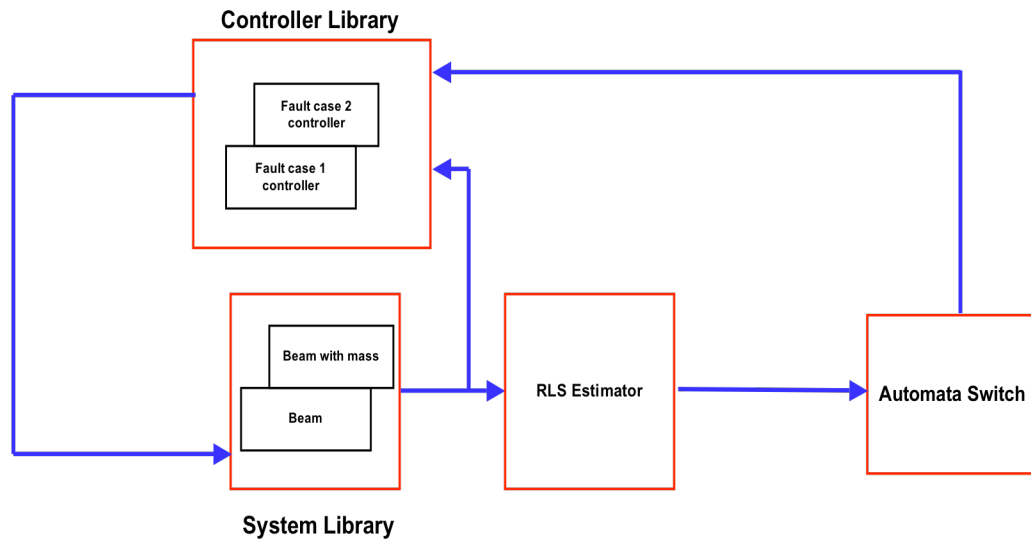 Controller Library
Fault case 2
controller
Fault case 1
controller
Beam with mass
Beam
RLS Estimator
Automata Switch
System Library